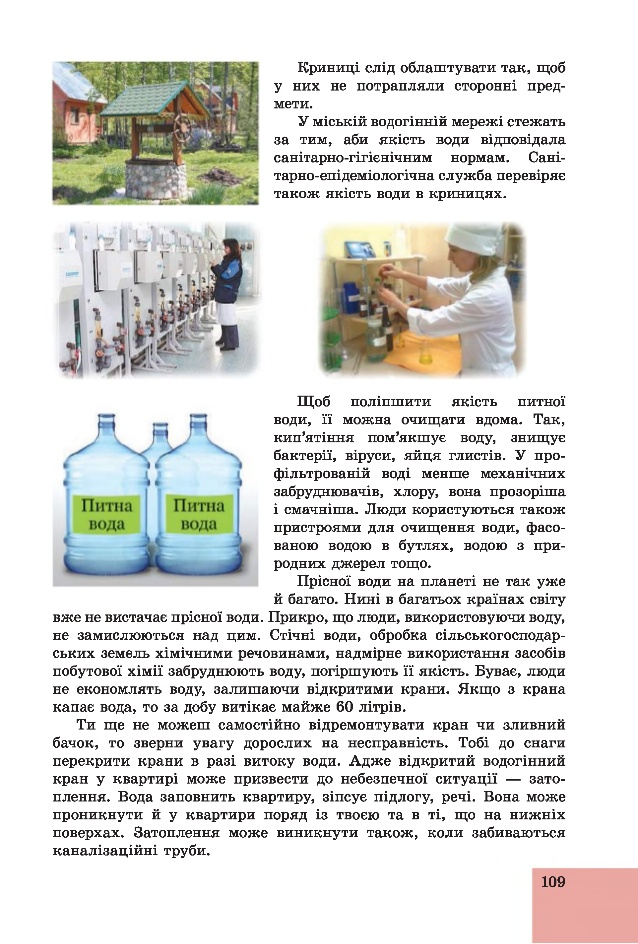 Криниці слід облаштувати так, щоб
у них не потрапляли сторонні пред-
мети.
У міській водогінній мережі стежать
за тим, аби якість води відповідала
санітарно-гігієнічним нормам. Сані-
тарно-епідеміологічна служба перевіряє
також якість води в криницях.
Щоб поліпшити якість питної
води, її можна очищати вдома. Так,
кип’ятіння пом’якшує воду, знищує
бактерії, віруси, яйця глистів. У про-
фільтрованій воді менше механічних
забруднювачів, хлору, вона прозоріша
і смачніша. Люди користуються також
пристроями для очищення води, фасо-
ваною водою в бутлях, водою з при-
родних джерел тощо.
Питна
вода
Питна
вода
Прісної води на планеті не так уже
й багато. Нині в багатьох країнах світу
вже не вистачає прісної води. Прикро, що люди, використовуючи воду,
не замислюються над цим. Стічні води, обробка сільськогосподар-
ських земель хімічними речовинами, надмірне використання засобів
побутової хімії забруднюють воду, погіршують її якість. Буває, люди
не економлять воду, залишаючи відкритими крани. Якщо з крана
капає вода, то за добу витікає майже 60 літрів.
Ти ще не можеш самостійно відремонтувати кран чи зливний
бачок, то зверни увагу дорослих на несправність. Тобі до снаги
перекрити крани в разі витоку води. Адже відкритий водогінний
кран у квартирі може призвести до небезпечної ситуації — зато-
плення. Вода заповнить квартиру, зіпсує підлогу, речі. Вона може
проникнути й у квартири поряд із твоєю та в ті, що на нижніх
поверхах. Затоплення може виникнути також, коли забиваються
каналізаційні труби.
109